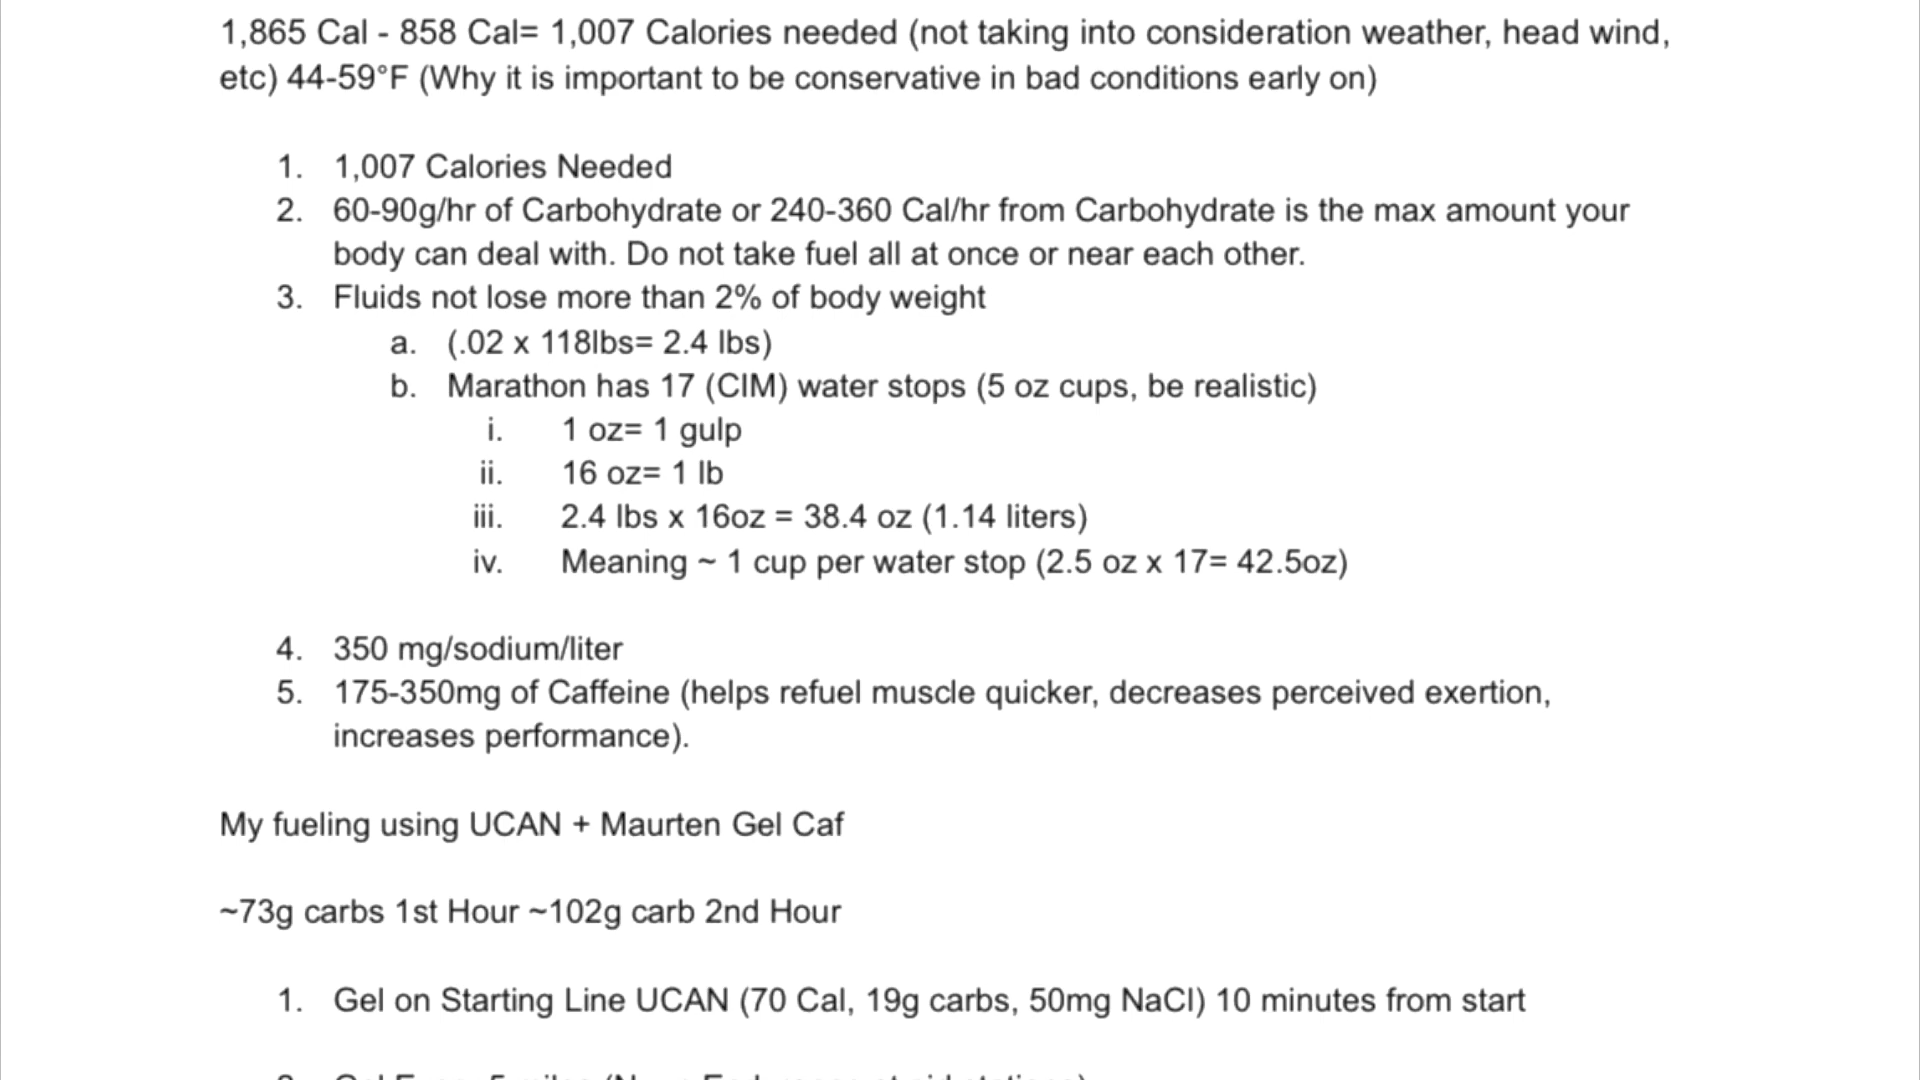 1,865 Cal - 858 Cal= 1,007 Calories needed (not taking into consideration weather, head wind,
etc) 44-59°F (Why it is important to be conservative in bad conditions early on)
1. 1,007 Calories Needed
2. 60-90g/hr of Carbohydrate or 240-360 Cal/hr from Carbohydrate is the max amount your
body can deal with. Do not take fuel all at once or near each other.
3. Fluids not lose more than 2% of body weight
a. (.02 x 118lbs= 2.4 lbs)
b. Marathon has 17 (CIM) water stops (5 oz cups, be realistic)
i. 1 oz= 1 gulp
ii. 16 oz= 1 lb
iii. 2.4 lbs x 16oz = 38.4 oz (1.14 liters)
iv. Meaning ~ 1 cup per water stop (2.5 oz x 17= 42.5oz)
4. 350 mg/sodium/liter
5. 175-350mg of Caffeine (helps refuel muscle quicker, decreases perceived exertion,
increases performance).
My fueling using UCAN + Maurten Gel Caf
~73g carbs 1st Hour ~102g carb 2nd Hour
1. Gel on Starting Line UCAN (70 Cal, 19g carbs, 50mg NaCl) 10 minutes from start